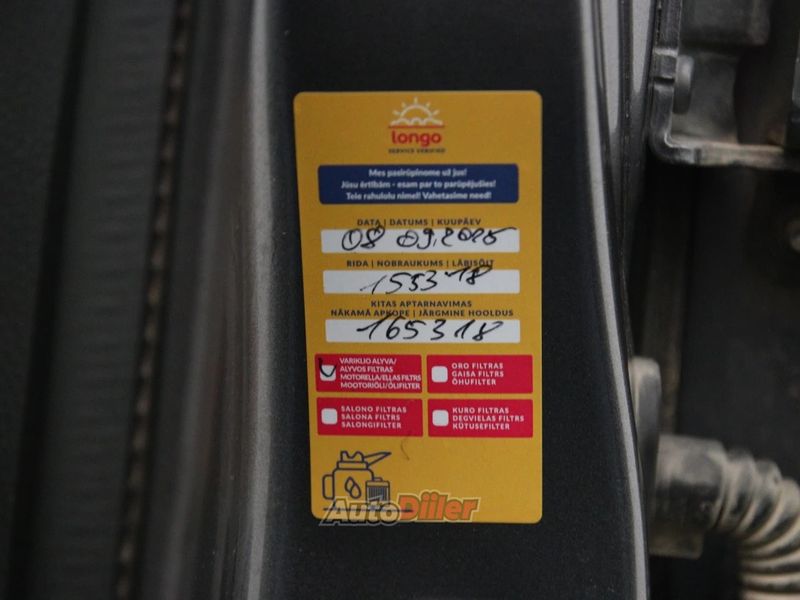 longo
SERVICE VERIFIED
Mes pasirūpinome už jus!
Jūsu ērtībām - esam par to parūpējušies!
Teie rahulolu nimel! Vahetasime need!
DATA | DATUMS | KUUPÄEV
08 09.2025
RIDA | NOBRAUKUMS | LÄBISÕIT
155318
KITAS APTARNAVIMAS
NĀKAMĀ APKOPE | JÄRGMINE HOOLDUS
165318
VARIKLIO ALYVA/
ALYVOS FILTRAS
MOTORELLA/EĻĻAS FILTRS
MOOTORIÕLI/ÕLIFILTER
ORO FILTRAS
GAISA FILTRS
ÕHUFILTER
SALONO FILTRAS
SALONA FILTRS
SALONGIFILTER
KURO FILTRAS
DEGVIELAS FILTRS
KÜTUSEFILTER
AutoDiiler